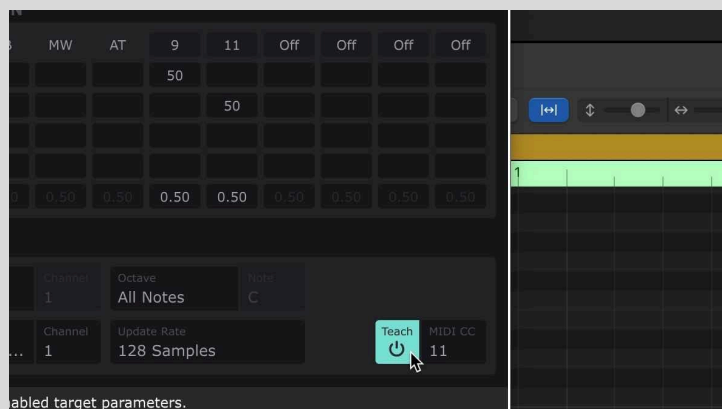 N
MW AT 9 11 Off Off Off Off
50
50
0.50 0.50 0.50 0.50 0.50 0.50 0.50 0.50
Channel Octave Note
1 All Notes C
Channel Update Rate Teach MIDI CC
... 1 128 Samples 11
nabled target parameters.
1